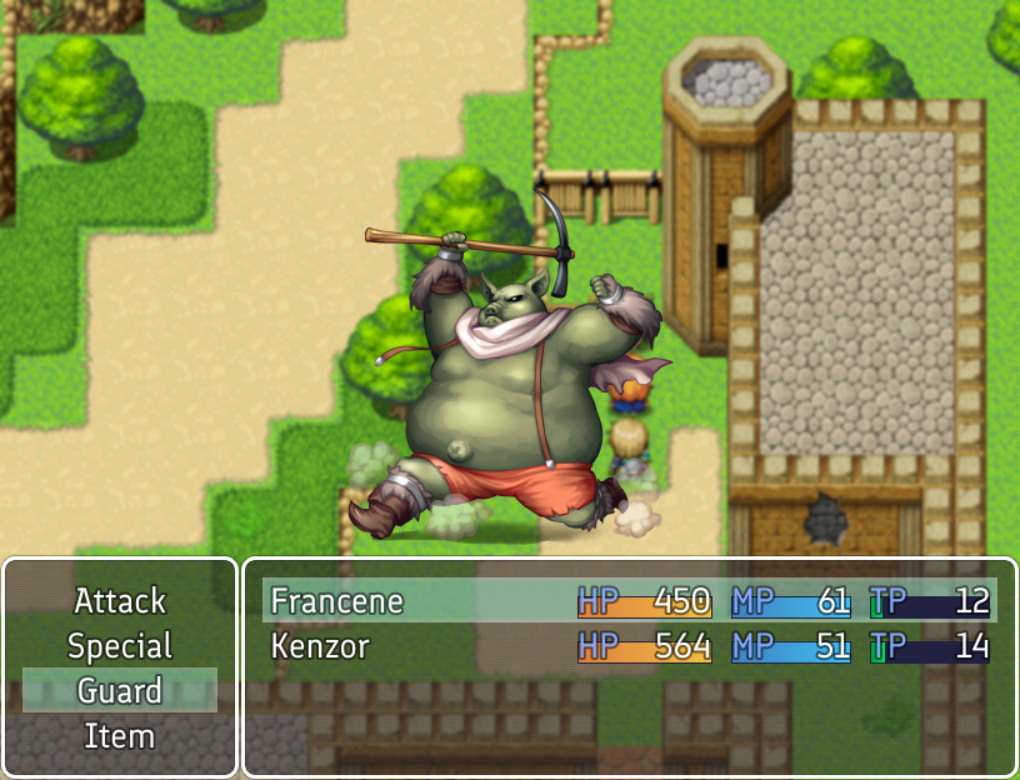 Attack
Special
Guard
Item
Francene HP 450 MP 61 TP 12
Kenzor HP 564 MP 51 TP 14